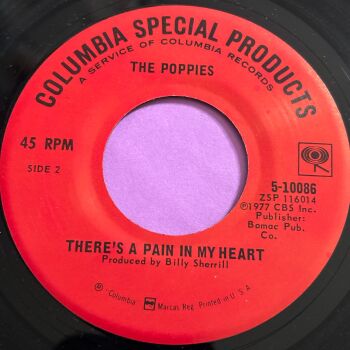 COLUMBIA SPECIAL PRODUCTS
A SERVICE OF COLUMBIA RECORDS
THE POPPIES
45 RPM
SIDE 2
5-10086
ZSP 116014
℗1977 CBS Inc.
Publisher:
Bomac Pub.
Co.
THERE'S A PAIN IN MY HEART
Produced by Billy Sherrill
® "Columbia" Marcas Reg. Printed in U S A